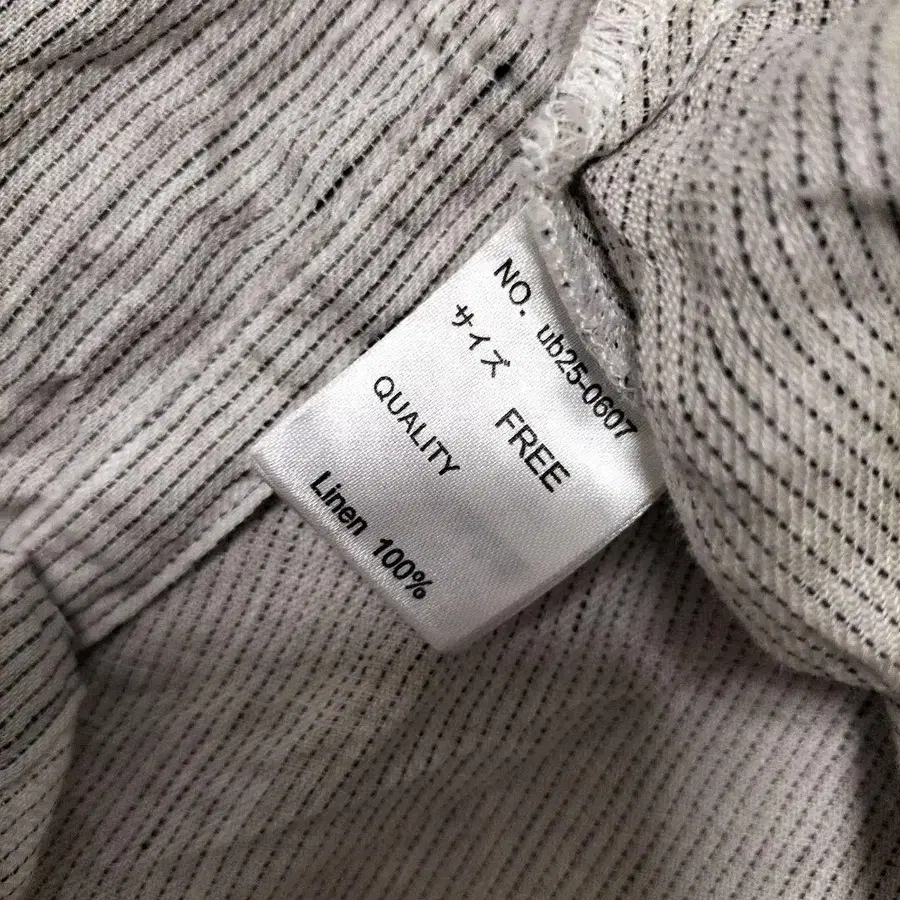 NO. ub25-0607
サイズ FREE
QUALITY
Linen 100%